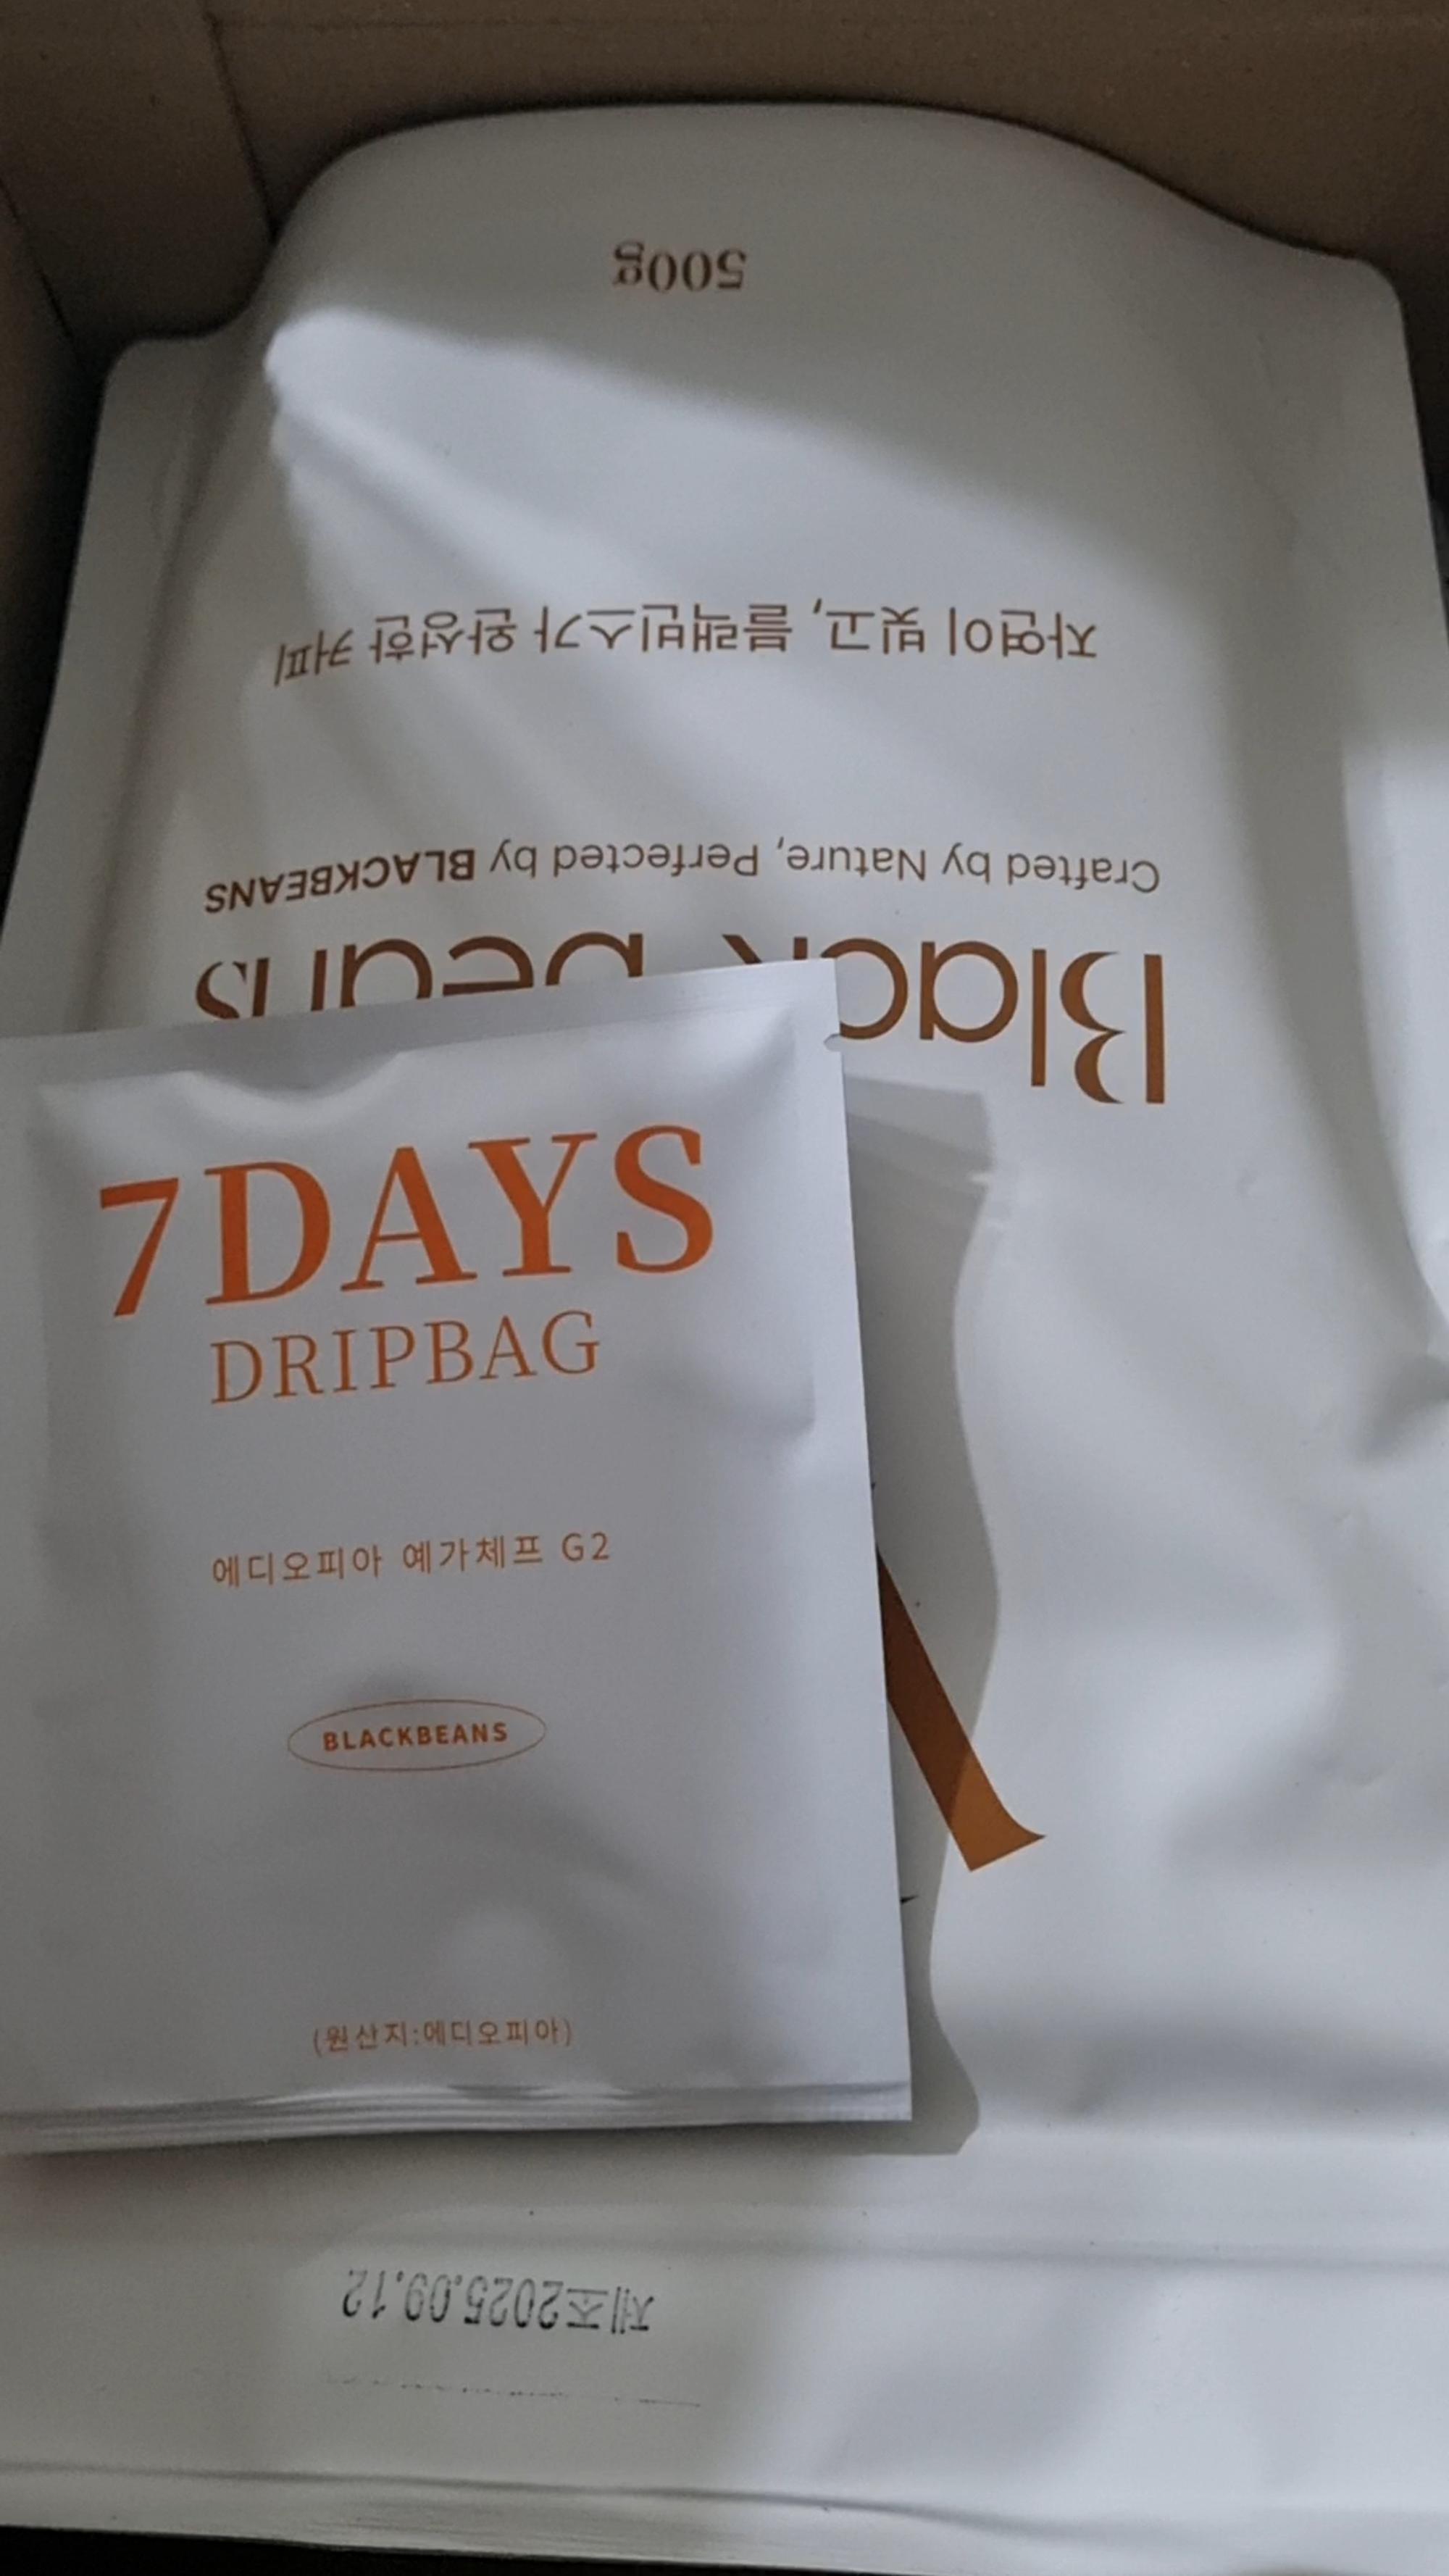 500g
자연이 빚고, 블랙빈스가 완성한 커피
Crafted by Nature, Perfected by BLACKBEANS
Black beans
7DAYS
DRIPBAG
에디오피아 예가체프 G2
BLACKBEANS
(원산지:에디오피아)
제조2025.09.12